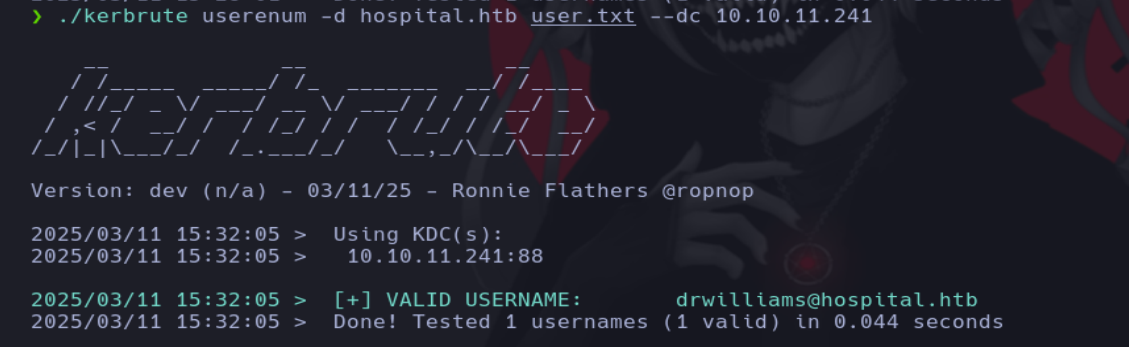 ❯ ./kerbrute userenum -d hospital.htb user.txt --dc 10.10.11.241
    __             __               __
   / /_____  _____/ /_  _______  __/ /____
  / //_/ _ \/ ___/ __ \/ ___/ / / / __/ _ \
 / ,< /  __/ /  / /_/ / /  / /_/ / /_/  __/
/_/|_|\___/_/  /_.___/_/   \__,_/\__/\___/
Version: dev (n/a) - 03/11/25 - Ronnie Flathers @ropnop
2025/03/11 15:32:05 >  Using KDC(s):
2025/03/11 15:32:05 >   10.10.11.241:88
2025/03/11 15:32:05 >  [+] VALID USERNAME:       drwilliams@hospital.htb
2025/03/11 15:32:05 >  Done! Tested 1 usernames (1 valid) in 0.044 seconds